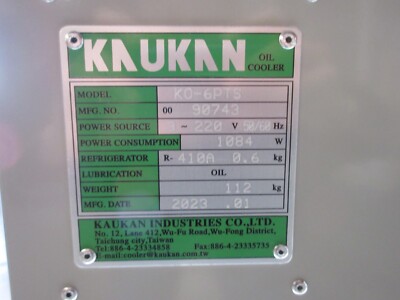 KAUKAN OIL COOLER
MODEL KO-6PTS
MFG. NO. 00 90743
POWER SOURCE - 220 V 50/60 Hz
POWER CONSUMPTION 1084 W
REFRIGERATOR R- 410A 0.6 kg
LUBRICATION OIL
WEIGHT 112 kg
MFG. DATE 2023 .01
KAUKAN INDUSTRIES CO.,LTD.
No. 12, Lane 412,Wu-Fu Road,Wu-Fong District,
Taichung city,Taiwan
Tel:886-4-23334838 Fax:886-4-23335735
E-mail:cooler@kaukan.com.tw